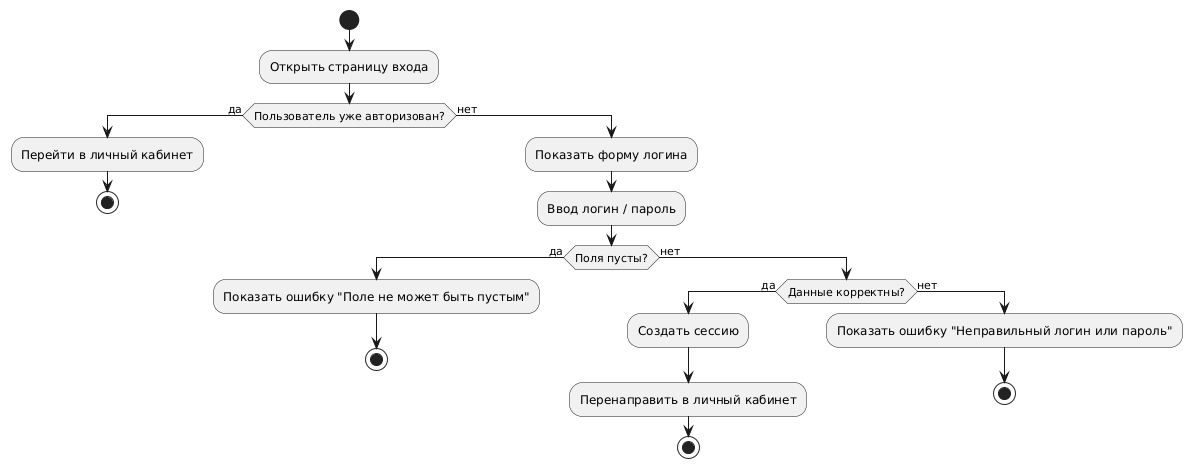 Открыть страницу входа
да
Пользователь уже авторизован?
нет
Перейти в личный кабинет
Показать форму логина
Ввод логин / пароль
да
Поля пусты?
нет
Показать ошибку "Поле не может быть пустым"
да
Данные корректны?
нет
Создать сессию
Показать ошибку "Неправильный логин или пароль"
Перенаправить в личный кабинет